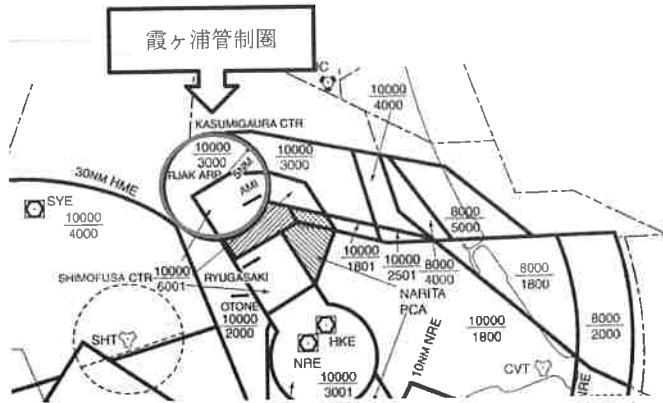 霞ヶ浦管制圏
10000
4000
KASUMIGAURA CTR
10000
3000
5NM
RJAK ARP
AMI
10000
3000
30NM HME
SYE
10000
4000
8000
5000
SHIMOFUSA CTR
10000
6001
RYUGASAKI
10000
1801
10000
2501
8000
4000
8000
1800
OTONE
10000
2000
NARITA
PCA
SHT
HKE
NRE
10NM NRE
10000
1800
8000
2000
CVT
10000
3001